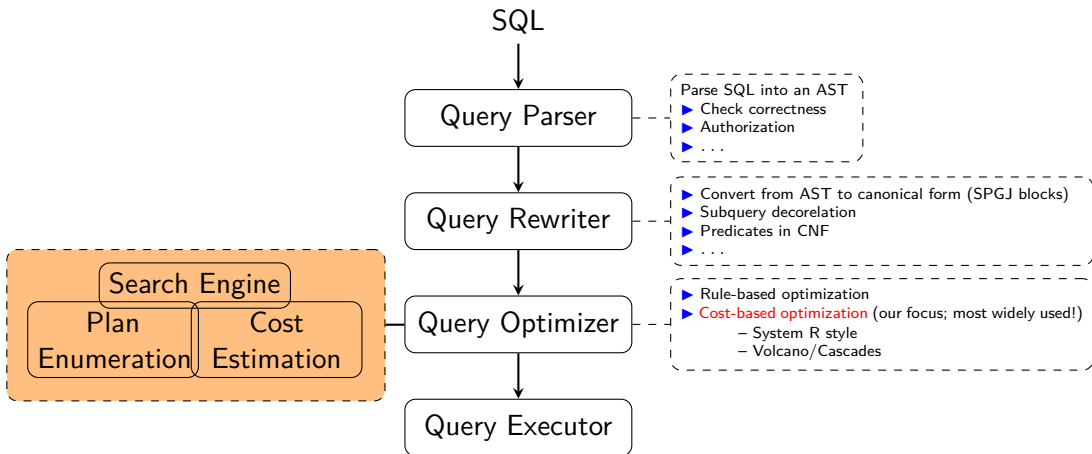 SQL
Query Parser
Parse SQL into an AST
▶ Check correctness
▶ Authorization
▶ . . .
Query Rewriter
▶ Convert from AST to canonical form (SPGJ blocks)
▶ Subquery decorelation
▶ Predicates in CNF
▶ . . .
Search Engine
Plan
Enumeration
Cost
Estimation
Query Optimizer
▶ Rule-based optimization
▶ Cost-based optimization (our focus; most widely used!)
– System R style
– Volcano/Cascades
Query Executor